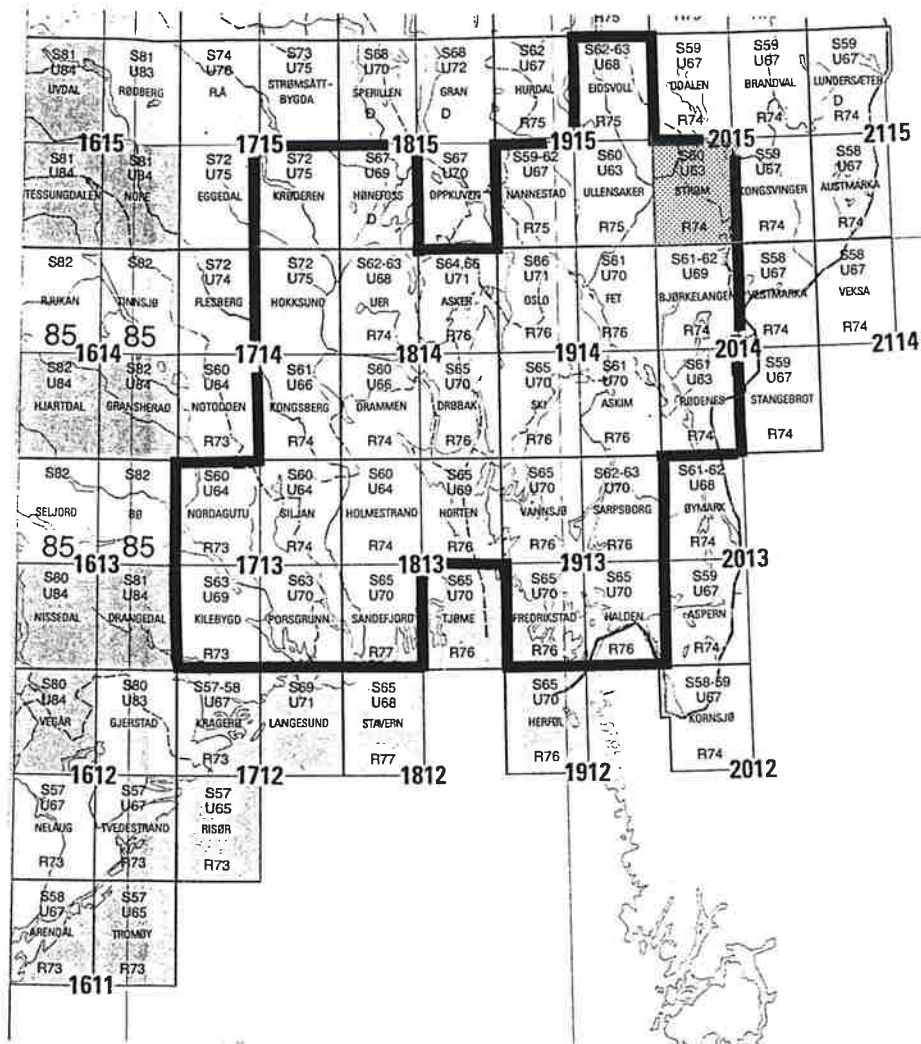 R75 R75 R74
S81 S81 S74 S73 S68 S68 S62 S62-63 S59 S59 S59
U84 U83 U76 U75 U70 U72 U67 U68 U67 U67 U67
UVDAL RØDBERG FLÅ STRØMSÅTT-BYGDA SPERILLEN GRAN HURDAL EIDSVOLL ODALEN BRANDVAL LUNDERSÆTER
D D D
R75 R75 R74 R74 R74
1615 1715 1815 1915 2015 2115
S81 S81 S72 S72 S67 S67 S59-62 S60 S60 S59 S58
U84 U84 U75 U75 U69 U70 U67 U63 U63 U67 U67
TESSUNGDALEN NORE EGGEDAL KRØDEREN HØNEFOSS OPPKUVEN NANNESTAD ULLENSAKER STRØM KONGSVINGER AUSTMARKA
D
R75 R75 R74 R74 R74
S82 S82 S72 S72 S62-63 S64,66 S66 S61 S61-62 S58 S58
U74 U75 U68 U71 U71 U70 U69 U67 U67
RJUKAN TINNSJØ FLESBERG HOKKSUND LIER ASKER OSLO FET BJØRKELANGEN VESTMARKA VEKSA
85 85 R74 R76 R76 R76 R74 R74 R74
1614 1714 1814 1914 2014 2114
S82 S82 S60 S61 S60 S65 S65 S61 S61 S59
U84 U84 U64 U66 U66 U70 U70 U70 U63 U67
HJARTDAL GRANSHERAD NOTODDEN KONGSBERG DRAMMEN DRØBAK SKI ASKIM RØDENES STANGEBROT
R73 R74 R74 R76 R76 R76 R74 R74
S82 S82 S60 S60 S60 S65 S65 S62-63 S61-62
U64 U64 U64 U69 U70 U70 U68
SELJORD BØ NORDAGUTU SILJAN HOLMESTRAND HORTEN VANNSJØ SARPSBORG ØYMARK
85 85 R73 R74 R74 R76 R76 R76 R74
1613 1713 1813 1913 2013
S80 S81 S63 S63 S65 S65 S65 S65 S59
U84 U84 U69 U70 U70 U70 U70 U70 U67
NISSEDAL DRANGEDAL KILEBYGD PORSGRUNN SANDEFJORD TJØME FREDRIKSTAD HALDEN ASPERN
R73 R77 R76 R76 R76 R74
S80 S80 S57-58 S69 S65 S65 S58-59
U84 U83 U67 U71 U68 U70 U67
VEGÅR GJERSTAD KRAGERØ LANGESUND STAVERN HERFØL KORNSJØ
R73 R77 R76 R74
1612 1712 1812 1912 2012
S57 S57 S57
U67 U67 U65
NELAUG TVEDESTRAND RISØR
R73 R73 R73
S58 S57
U67 U65
ARENDAL TROMØY
R73 R73
1611